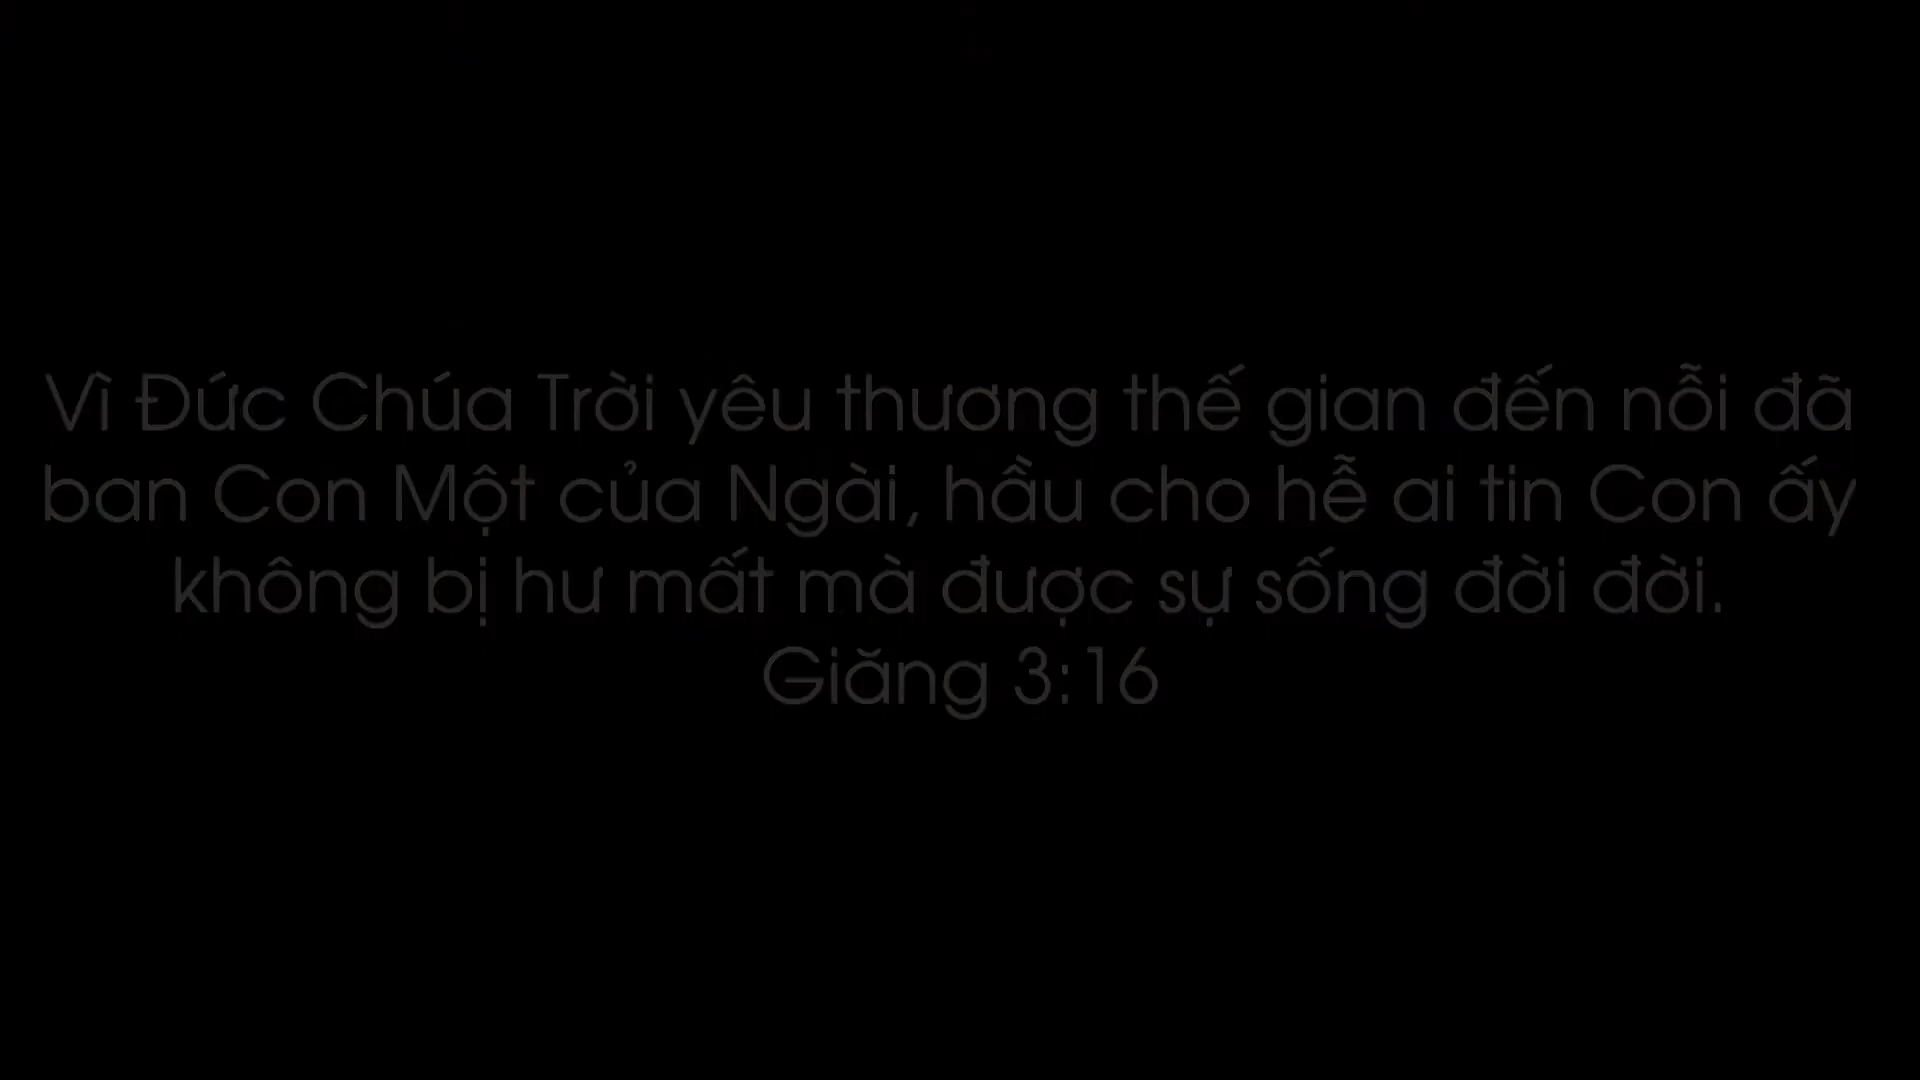 Vì Đức Chúa Trời yêu thương thế gian đến nỗi đã
ban Con Một của Ngài, hầu cho hễ ai tin Con ấy
không bị hư mất mà được sự sống đời đời.
Giăng 3:16